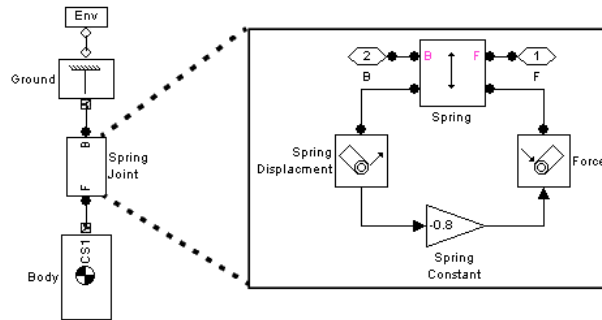 Env
Ground
B
Spring
Joint
F
CS1
Body
2
B
F
1
B
F
Spring
Spring
Displacment
Force
-0.8
Spring
Constant